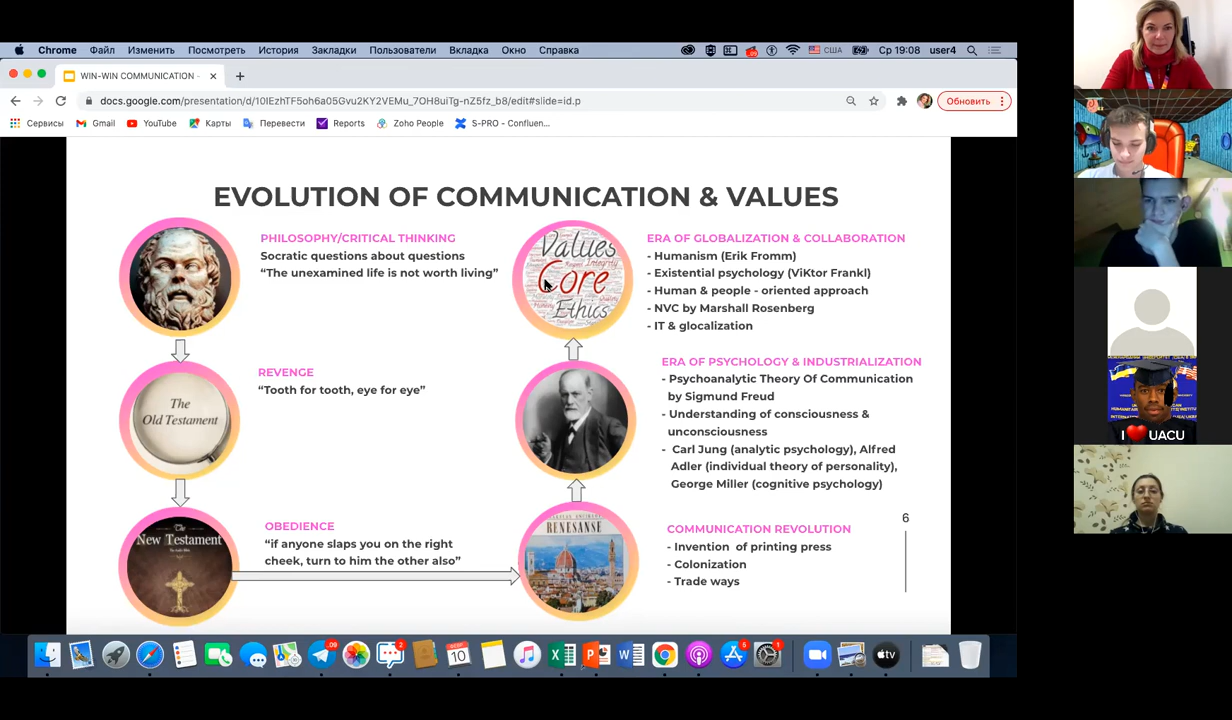 Chrome Файл Изменить Посмотреть История Закладки Пользователи Вкладка Окно Справка
США Ср 19:08 user4
WIN-WIN COMMUNICATION -
docs.google.com/presentation/d/10IEzhTF5oh6a05Gvu2KY2VEMu_7OH8uiTg-nZ5fz_b8/edit#slide=id.p
Обновить
Сервисы Gmail YouTube Карты Перевести Reports Zoho People S-PRO - Confluen...
EVOLUTION OF COMMUNICATION & VALUES
PHILOSOPHY/CRITICAL THINKING
Socratic questions about questions
“The unexamined life is not worth living”
REVENGE
“Tooth for tooth, eye for eye”
The
Old Testament
OBEDIENCE
“if anyone slaps you on the right
cheek, turn to him the other also”
The
New Testament
Values
Integrity
Core
Ethics
ERA OF GLOBALIZATION & COLLABORATION
- Humanism (Erik Fromm)
- Existential psychology (ViKtor Frankl)
- Human & people - oriented approach
- NVC by Marshall Rosenberg
- IT & glocalization
ERA OF PSYCHOLOGY & INDUSTRIALIZATION
- Psychoanalytic Theory Of Communication
by Sigmund Freud
- Understanding of consciousness &
unconsciousness
- Carl Jung (analytic psychology), Alfred
Adler (individual theory of personality),
George Miller (cognitive psychology)
RENESANSE
COMMUNICATION REVOLUTION
- Invention of printing press
- Colonization
- Trade ways
6
10
I ❤ UACU